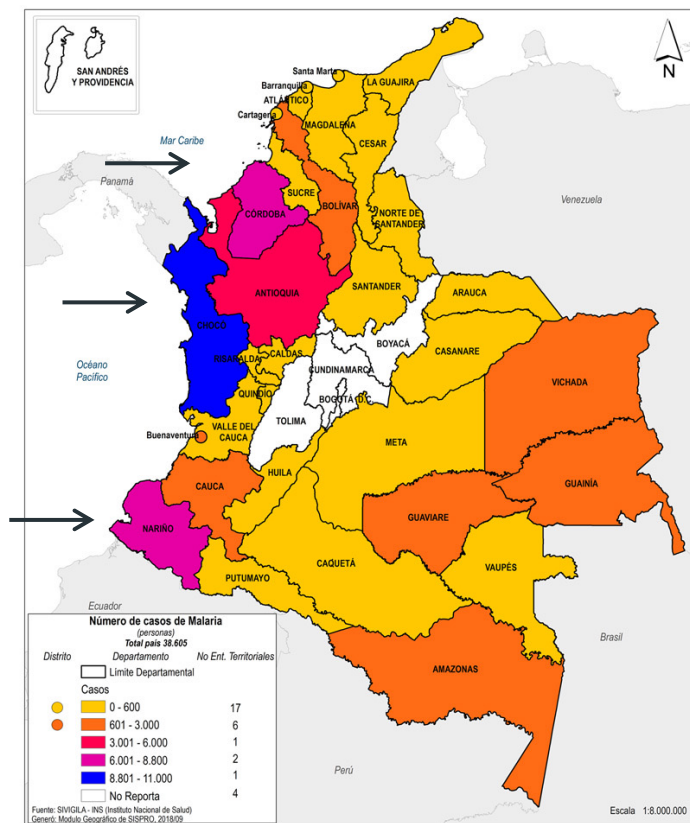 SAN ANDRÉS
Y PROVIDENCIA
N
Santa Marta
LA GUAJIRA
Barranquilla
ATLÁNTICO
Cartagena
MAGDALENA
CESAR
Mar Caribe
Panamá
Venezuela
SUCRE
CÓRDOBA
BOLÍVAR
NORTE DE
SANTANDER
ANTIOQUIA
SANTANDER
ARAUCA
CHOCÓ
BOYACÁ
CASANARE
RISARALDA
CALDAS
Océano
Pacífico
CUNDINAMARCA
VICHADA
QUINDÍO
BOGOTÁ D.C.
TOLIMA
VALLE DEL
CAUCA
Buenaventura
META
HUILA
CAUCA
GUAINÍA
GUAVIARE
NARIÑO
CAQUETÁ
VAUPÉS
PUTUMAYO
Ecuador
Brasil
AMAZONAS
Perú
Número de casos de Malaria
(personas)
Total país 38.605
Distrito Departamento No Ent. Territoriales
Límite Departamental
Casos
0 - 600 17
601 - 3.000 6
3.001 - 6.000 1
6.001 - 8.800 2
8.801 - 11.000 1
No Reporta 4
Fuente: SIVIGILA - INS (Instituto Nacional de Salud)
Generó: Modulo Geográfico de SISPRO, 2018/09
Escala 1:8.000.000